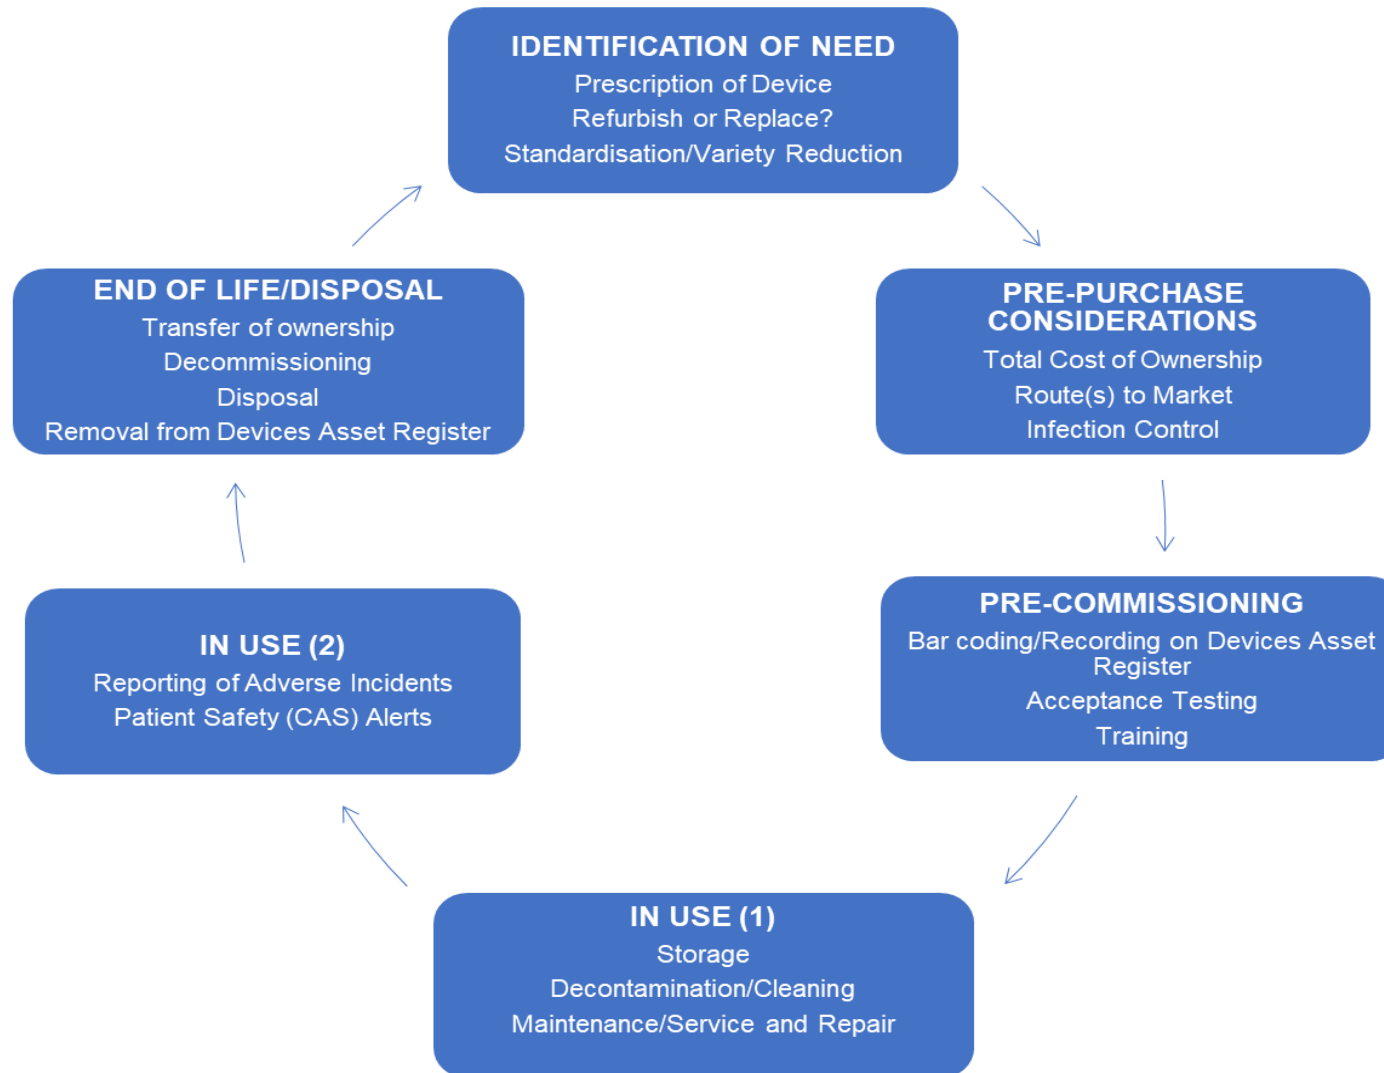 IDENTIFICATION OF NEED
Prescription of Device
Refurbish or Replace?
Standardisation/Variety Reduction
PRE-PURCHASE
CONSIDERATIONS
Total Cost of Ownership
Route(s) to Market
Infection Control
PRE-COMMISSIONING
Bar coding/Recording on Devices Asset
Register
Acceptance Testing
Training
IN USE (1)
Storage
Decontamination/Cleaning
Maintenance/Service and Repair
IN USE (2)
Reporting of Adverse Incidents
Patient Safety (CAS) Alerts
END OF LIFE/DISPOSAL
Transfer of ownership
Decommissioning
Disposal
Removal from Devices Asset Register